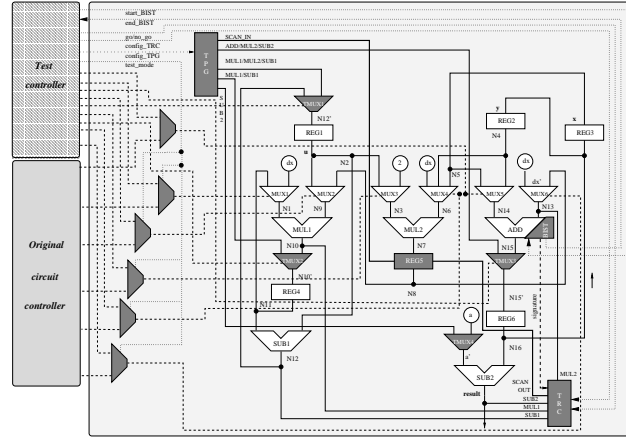 start_BIST
end_BIST
go/no_go
config_TRC
config_TPG
test_mode
Test
controller
Original
circuit
controller
T
P
G
SCAN_IN
ADD/MUL2/SUB2
MUL1/MUL2/SUB1
MUL1/SUB1
S
U
B
2
TMUX1
N12'
REG1
u
N2
y
REG2
N4
x
REG3
dx
2
dx
N5
dx
dx'
MUX1
MUX2
MUX3
MUX4
MUX5
MUX6
N1
N9
N3
N6
N14
N13
MUL1
MUL2
ADD
BIST
N10
N7
N15
TMUX2
REG5
TMUX3
N10'
REG4
N8
N15'
signature
N11
a
REG6
SUB1
TMUX4
N16
N12
a'
SUB2
SCAN
OUT
MUL2
result
SUB2
MUL1
SUB1
T
R
C